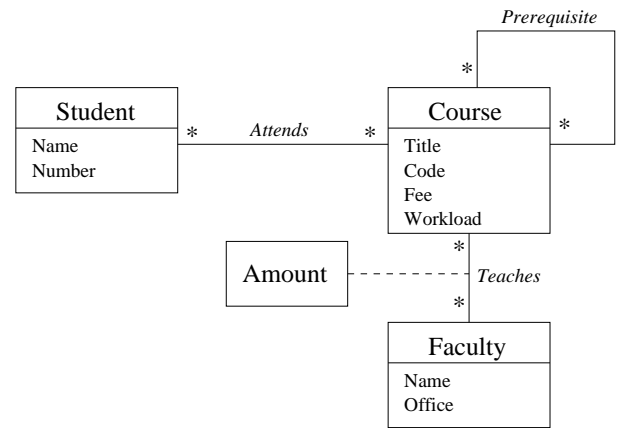 Prerequisite
*
*
Student
Name
Number
*
Attends
*
Course
Title
Code
Fee
Workload
*
Amount
Teaches
*
Faculty
Name
Office